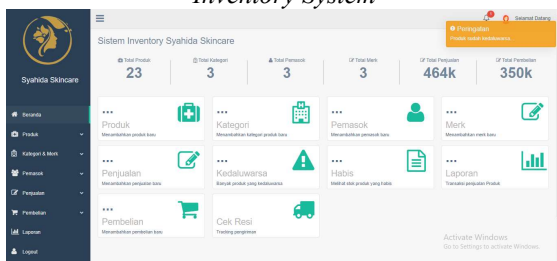 Inventory System
Selamat Datang
Peringatan
Produk sudah kedaluwarsa.
Sistem Inventory Syahida Skincare
Total Produk
23
Total Kategori
3
Total Pemasok
3
Total Merk
3
Total Penjualan
464k
Total Pembelian
350k
Syahida Skincare
Beranda
Produk
Kategori & Merk
Pemasok
Penjualan
Pembelian
Laporan
Logout
Produk
Menambahkan produk baru
Kategori
Menambahkan kategori produk baru
Pemasok
Menambahkan pemasok baru
Merk
Menambahkan merk baru
Penjualan
Menambahkan penjualan baru
Kedaluwarsa
Banyak produk yang kedaluwarsa
Habis
Melihat stok produk yang habis
Laporan
Transaksi penjualan Produk
Pembelian
Menambahkan pembelian baru
Cek Resi
Tracking pengiriman
Activate Windows
Go to Settings to activate Windows.